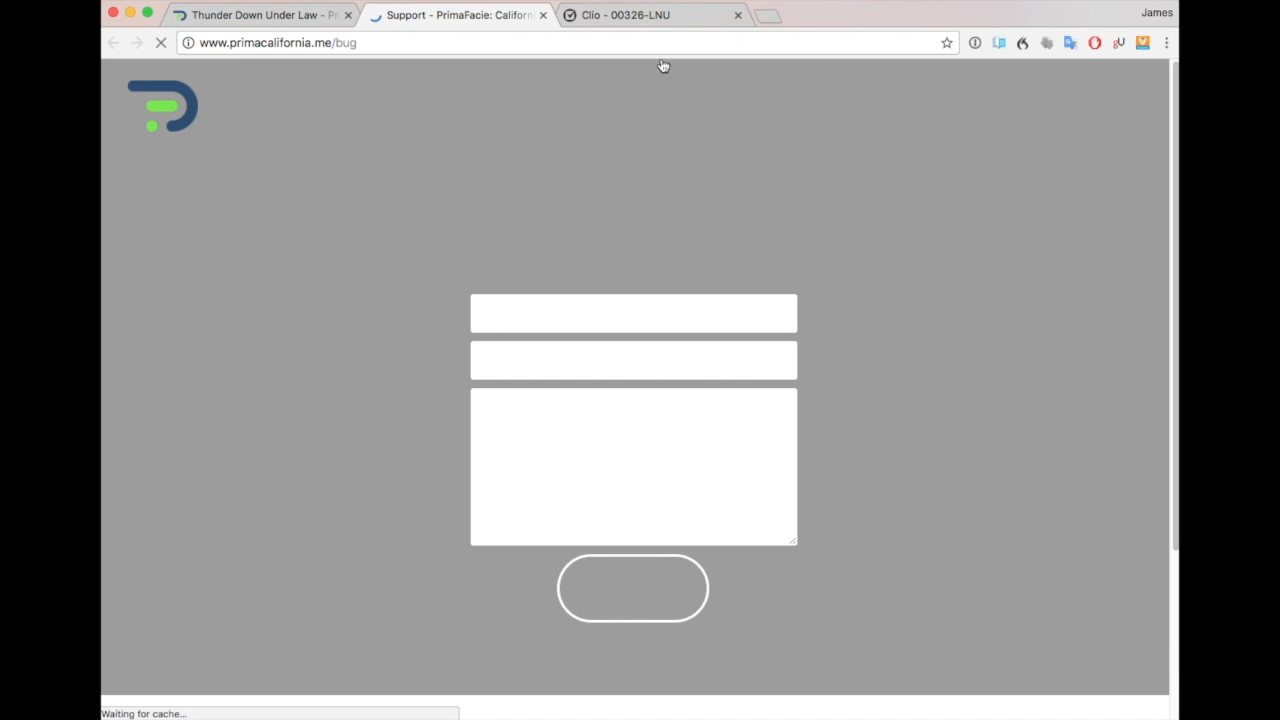 Thunder Down Under Law - Pr
Support - PrimaFacie: Californ
Clio - 00326-LNU
James
www.primacalifornia.me/bug
gU
Waiting for cache...